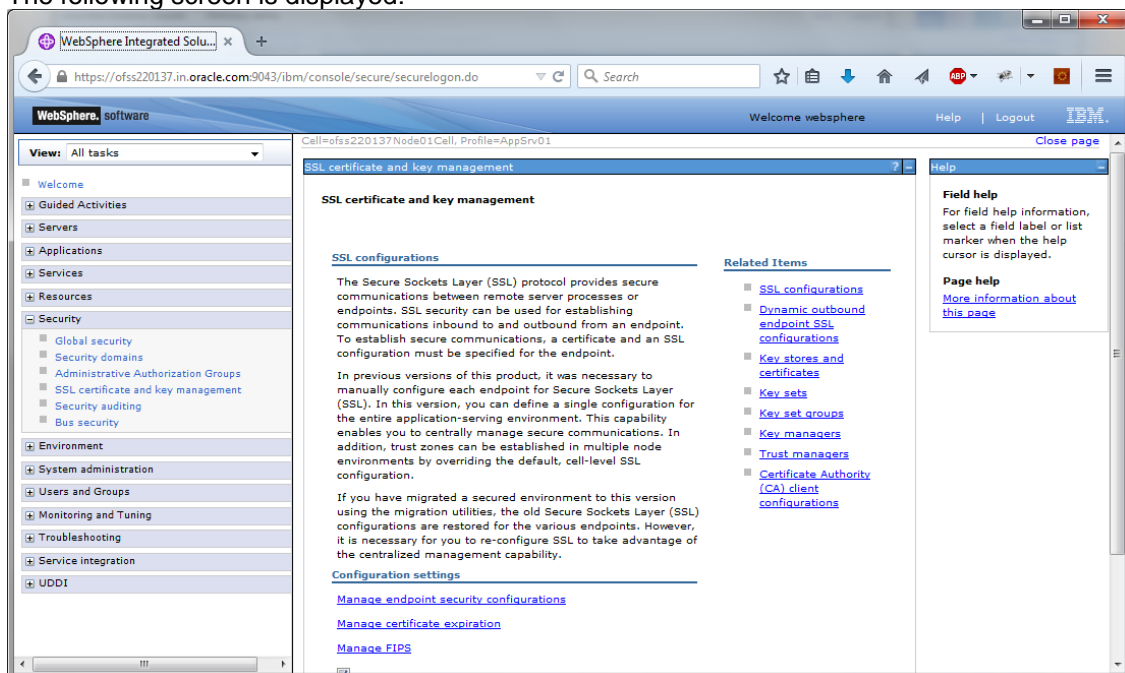 The following screen is displayed:
WebSphere Integrated Solu...
https://ofss220137.in.oracle.com:9043/ibm/console/secure/securelogon.do
Search
ABP
WebSphere. software
Welcome websphere
Help | Logout
IBM.
View: All tasks
Welcome
Guided Activities
Servers
Applications
Services
Resources
Security
Global security
Security domains
Administrative Authorization Groups
SSL certificate and key management
Security auditing
Bus security
Environment
System administration
Users and Groups
Monitoring and Tuning
Troubleshooting
Service integration
UDDI
Cell=ofss220137Node01Cell, Profile=AppSrv01
Close page
SSL certificate and key management
? -
SSL certificate and key management
SSL configurations
The Secure Sockets Layer (SSL) protocol provides secure
communications between remote server processes or
endpoints. SSL security can be used for establishing
communications inbound to and outbound from an endpoint.
To establish secure communications, a certificate and an SSL
configuration must be specified for the endpoint.
In previous versions of this product, it was necessary to
manually configure each endpoint for Secure Sockets Layer
(SSL). In this version, you can define a single configuration for
the entire application-serving environment. This capability
enables you to centrally manage secure communications. In
addition, trust zones can be established in multiple node
environments by overriding the default, cell-level SSL
configuration.
If you have migrated a secured environment to this version
using the migration utilities, the old Secure Sockets Layer (SSL)
configurations are restored for the various endpoints. However,
it is necessary for you to re-configure SSL to take advantage of
the centralized management capability.
Configuration settings
Manage endpoint security configurations
Manage certificate expiration
Manage FIPS
Related Items
SSL configurations
Dynamic outbound
endpoint SSL
configurations
Key stores and
certificates
Key sets
Key set groups
Key managers
Trust managers
Certificate Authority
(CA) client
configurations
Help
Field help
For field help information,
select a field label or list
marker when the help
cursor is displayed.
Page help
More information about
this page